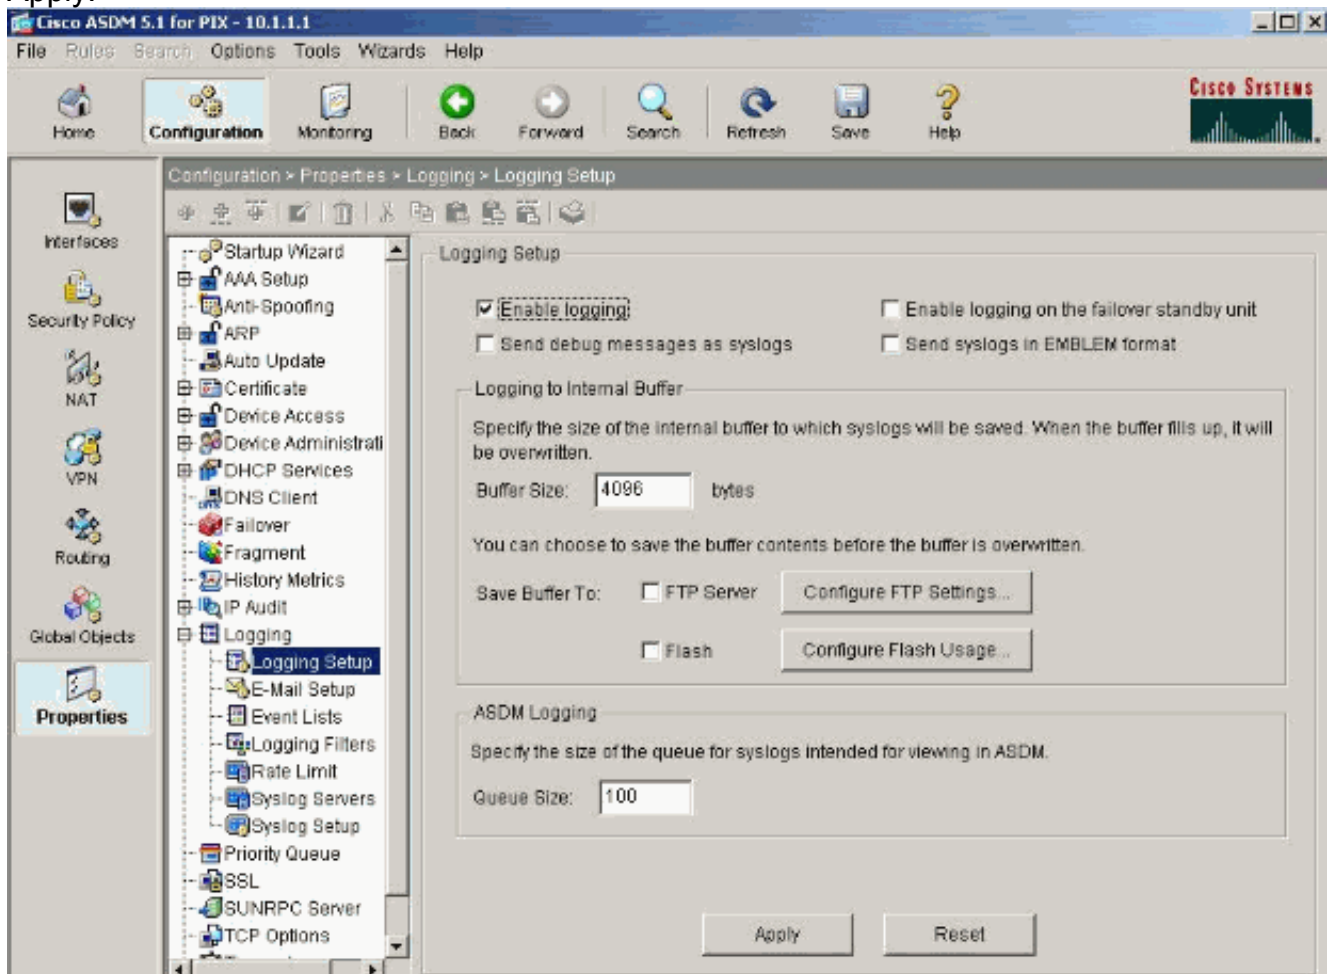 Apply.
Cisco ASDM 5.1 for PIX - 10.1.1.1
File Rules Search Options Tools Wizards Help
Home Configuration Monitoring Back Forward Search Refresh Save Help
CISCO SYSTEMS
Configuration > Properties > Logging > Logging Setup
Interfaces
Security Policy
NAT
VPN
Routing
Global Objects
Properties
Startup Wizard
AAA Setup
Anti-Spoofing
ARP
Auto Update
Certificate
Device Access
Device Administrati
DHCP Services
DNS Client
Failover
Fragment
History Metrics
IP Audit
Logging
Logging Setup
E-Mail Setup
Event Lists
Logging Filters
Rate Limit
Syslog Servers
Syslog Setup
Priority Queue
SSL
SUNRPC Server
TCP Options
Logging Setup
Enable logging Enable logging on the failover standby unit
Send debug messages as syslogs Send syslogs in EMBLEM format
Logging to Internal Buffer
Specify the size of the internal buffer to which syslogs will be saved. When the buffer fills up, it will
be overwritten.
Buffer Size: 4096 bytes
You can choose to save the buffer contents before the buffer is overwritten.
Save Buffer To: FTP Server Configure FTP Settings...
Flash Configure Flash Usage...
ASDM Logging
Specify the size of the queue for syslogs intended for viewing in ASDM.
Queue Size: 100
Apply Reset